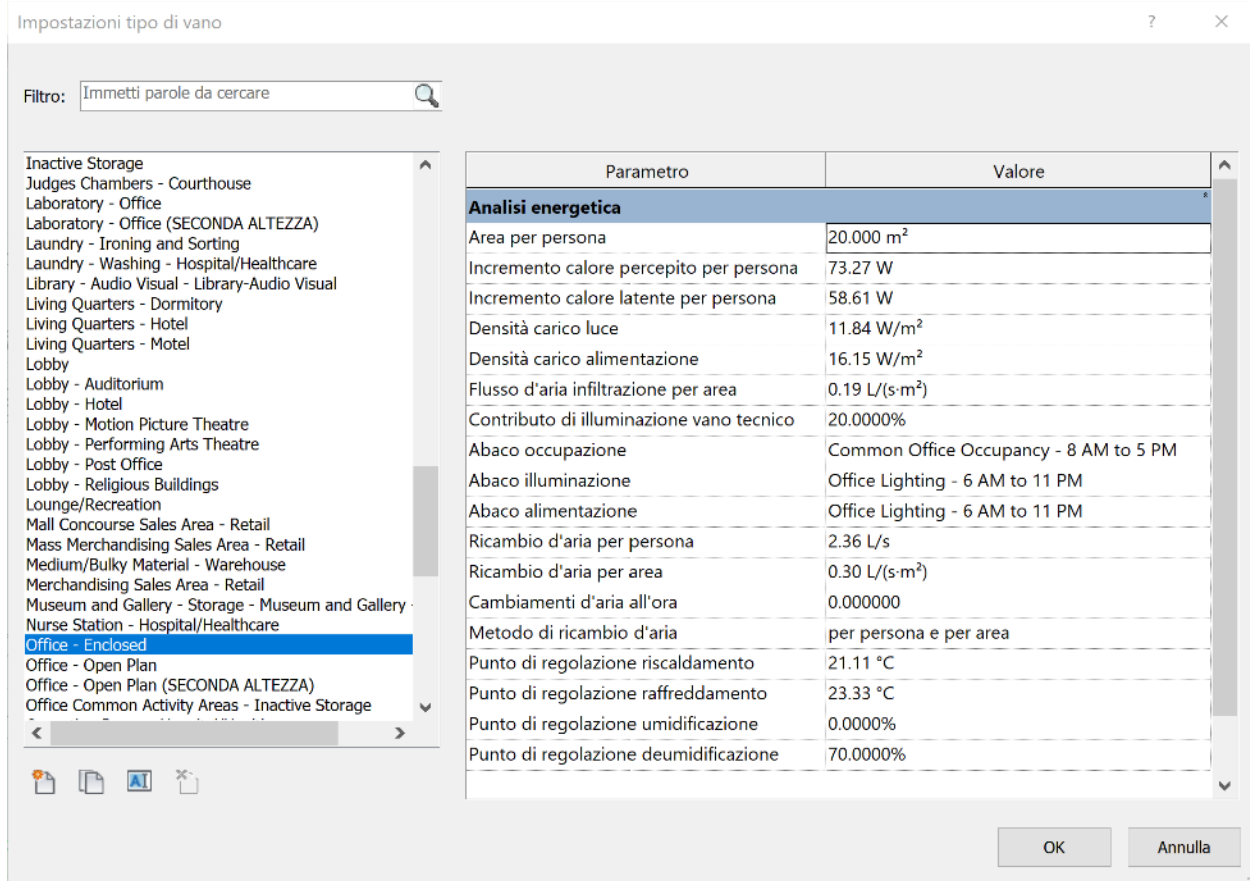 Impostazioni tipo di vano
Filtro: Immetti parole da cercare
Inactive Storage
Judges Chambers - Courthouse
Laboratory - Office
Laboratory - Office (SECONDA ALTEZZA)
Laundry - Ironing and Sorting
Laundry - Washing - Hospital/Healthcare
Library - Audio Visual - Library-Audio Visual
Living Quarters - Dormitory
Living Quarters - Hotel
Living Quarters - Motel
Lobby
Lobby - Auditorium
Lobby - Hotel
Lobby - Motion Picture Theatre
Lobby - Performing Arts Theatre
Lobby - Post Office
Lobby - Religious Buildings
Lounge/Recreation
Mall Concourse Sales Area - Retail
Mass Merchandising Sales Area - Retail
Medium/Bulky Material - Warehouse
Merchandising Sales Area - Retail
Museum and Gallery - Storage - Museum and Gallery -
Nurse Station - Hospital/Healthcare
Office - Enclosed
Office - Open Plan
Office - Open Plan (SECONDA ALTEZZA)
Office Common Activity Areas - Inactive Storage
Parametro Valore
Analisi energetica
Area per persona 20.000 m²
Incremento calore percepito per persona 73.27 W
Incremento calore latente per persona 58.61 W
Densità carico luce 11.84 W/m²
Densità carico alimentazione 16.15 W/m²
Flusso d'aria infiltrazione per area 0.19 L/(s·m²)
Contributo di illuminazione vano tecnico 20.0000%
Abaco occupazione Common Office Occupancy - 8 AM to 5 PM
Abaco illuminazione Office Lighting - 6 AM to 11 PM
Abaco alimentazione Office Lighting - 6 AM to 11 PM
Ricambio d'aria per persona 2.36 L/s
Ricambio d'aria per area 0.30 L/(s·m²)
Cambiamenti d'aria all'ora 0.000000
Metodo di ricambio d'aria per persona e per area
Punto di regolazione riscaldamento 21.11 °C
Punto di regolazione raffreddamento 23.33 °C
Punto di regolazione umidificazione 0.0000%
Punto di regolazione deumidificazione 70.0000%
OK Annulla